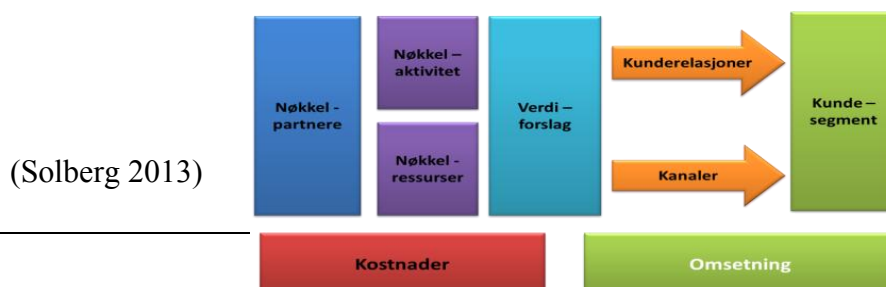 (Solberg 2013)
Nøkkel -
partnere
Nøkkel –
aktivitet
Nøkkel -
ressurser
Verdi –
forslag
Kunderelasjoner
Kanaler
Kunde –
segment
Kostnader
Omsetning